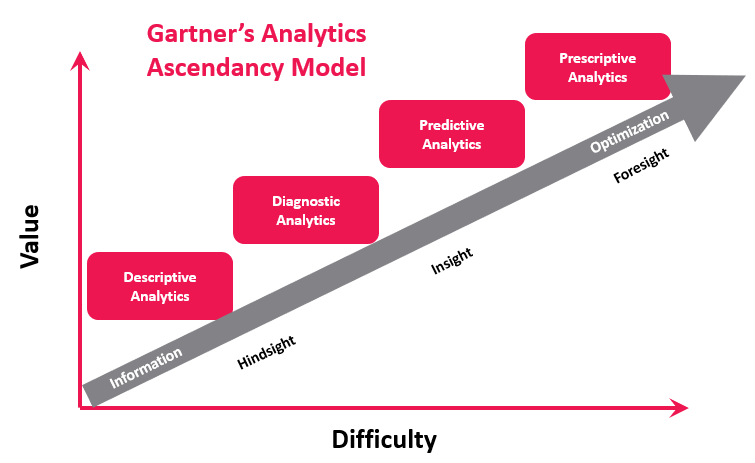 Gartner’s Analytics
Ascendancy Model
Prescriptive
Analytics
Predictive
Analytics
Diagnostic
Analytics
Descriptive
Analytics
Optimization
Foresight
Insight
Hindsight
Information
Value
Difficulty